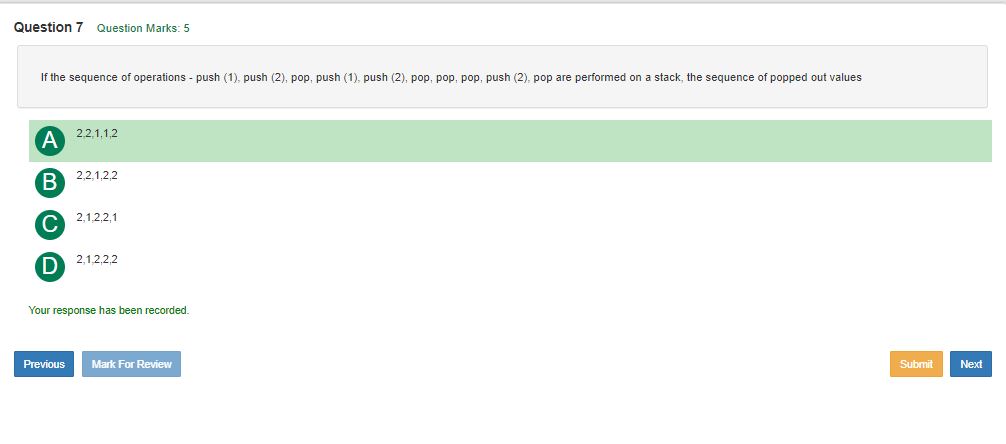 Question 7 Question Marks: 5
If the sequence of operations - push (1), push (2), pop, push (1), push (2), pop, pop, pop, push (2), pop are performed on a stack, the sequence of popped out values
A 2,2,1,1,2
B 2,2,1,2,2
C 2,1,2,2,1
D 2,1,2,2,2
Your response has been recorded.
Previous Mark For Review Submit Next